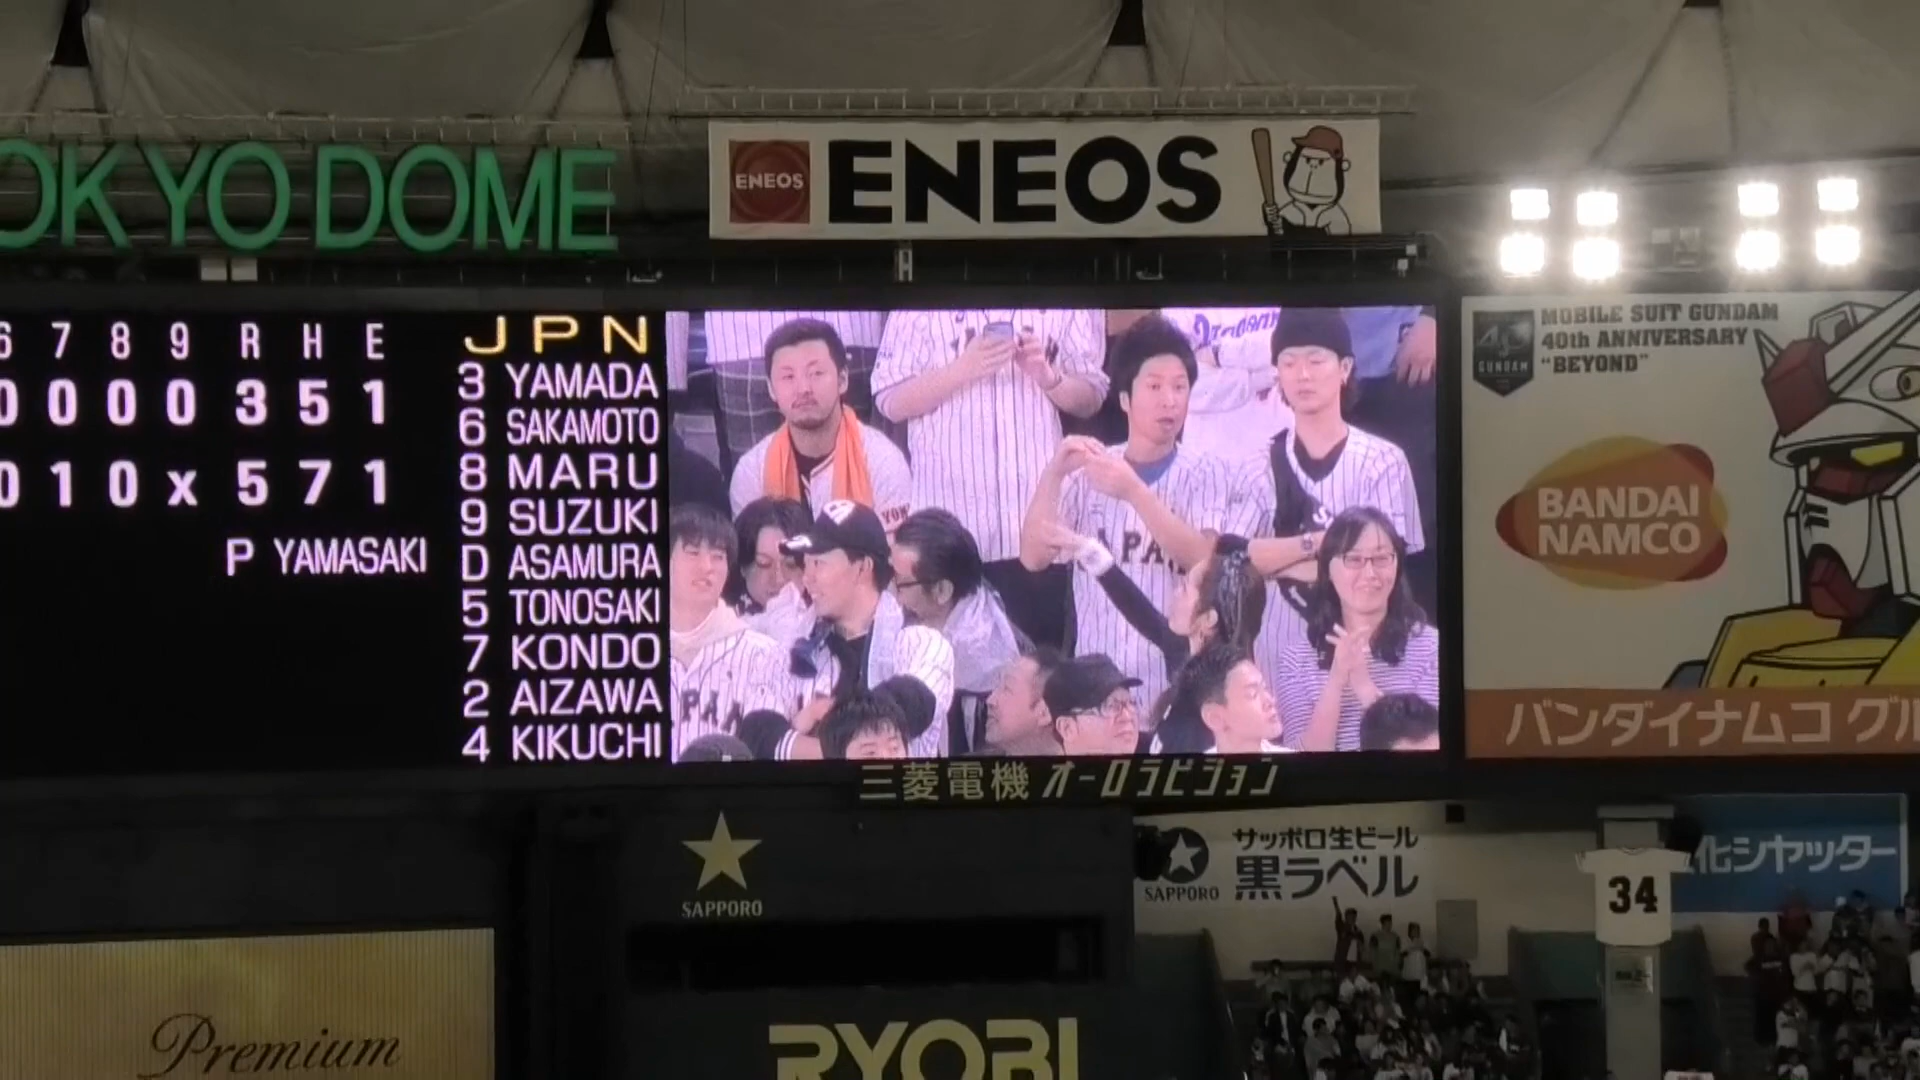 OKYO DOME
ENEOS ENEOS
MOBILE SUIT GUNDAM
40th ANNIVERSARY
"BEYOND"
GUNDAM
6 7 8 9 R H E
0 0 0 0 3 5 1
0 1 0 x 5 7 1
P YAMASAKI
JPN
3 YAMADA
6 SAKAMOTO
8 MARU
9 SUZUKI
D ASAMURA
5 TONOSAKI
7 KONDO
2 AIZAWA
4 KIKUCHI
BANDAI
NAMCO
バンダイナムコ グル
三菱電機 オーロラビジョン
SAPPORO
SAPPORO
サッポロ生ビール
黒ラベル
化シャッター
34
Premium
RYOBI